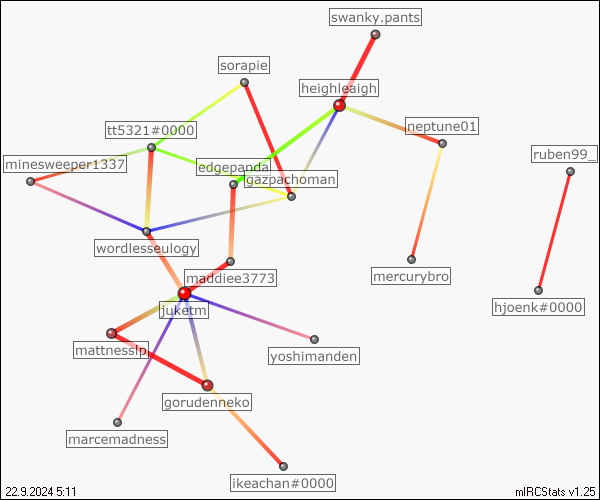 swanky.pants
sorapie
heighleaigh
tt5321#0000
neptune01
ruben99_
minesweeper1337
edgepanda
gazpachoman
wordlesseulogy
maddiee3773
mercurybro
juketm
hjoenk#0000
mattnesslp
yoshimanden
gorudenneko
marcemadness
ikeachan#0000
22.9.2024 5:11
mIRCStats v1.25